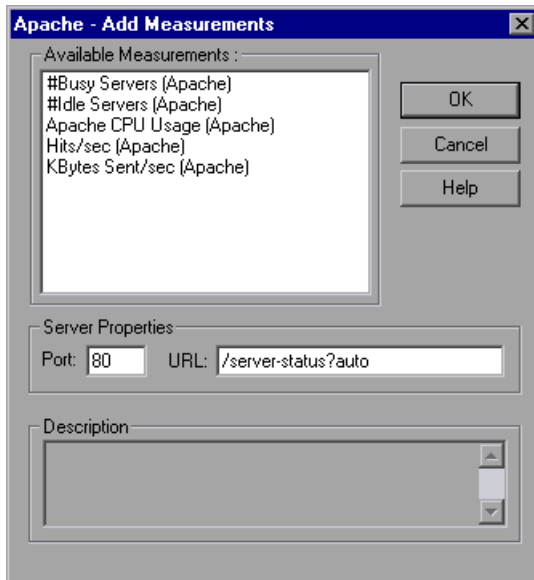 Apache - Add Measurements
Available Measurements :
#Busy Servers (Apache)
#Idle Servers (Apache)
Apache CPU Usage (Apache)
Hits/sec (Apache)
KBytes Sent/sec (Apache)
OK
Cancel
Help
Server Properties
Port: 80 URL: /server-status?auto
Description